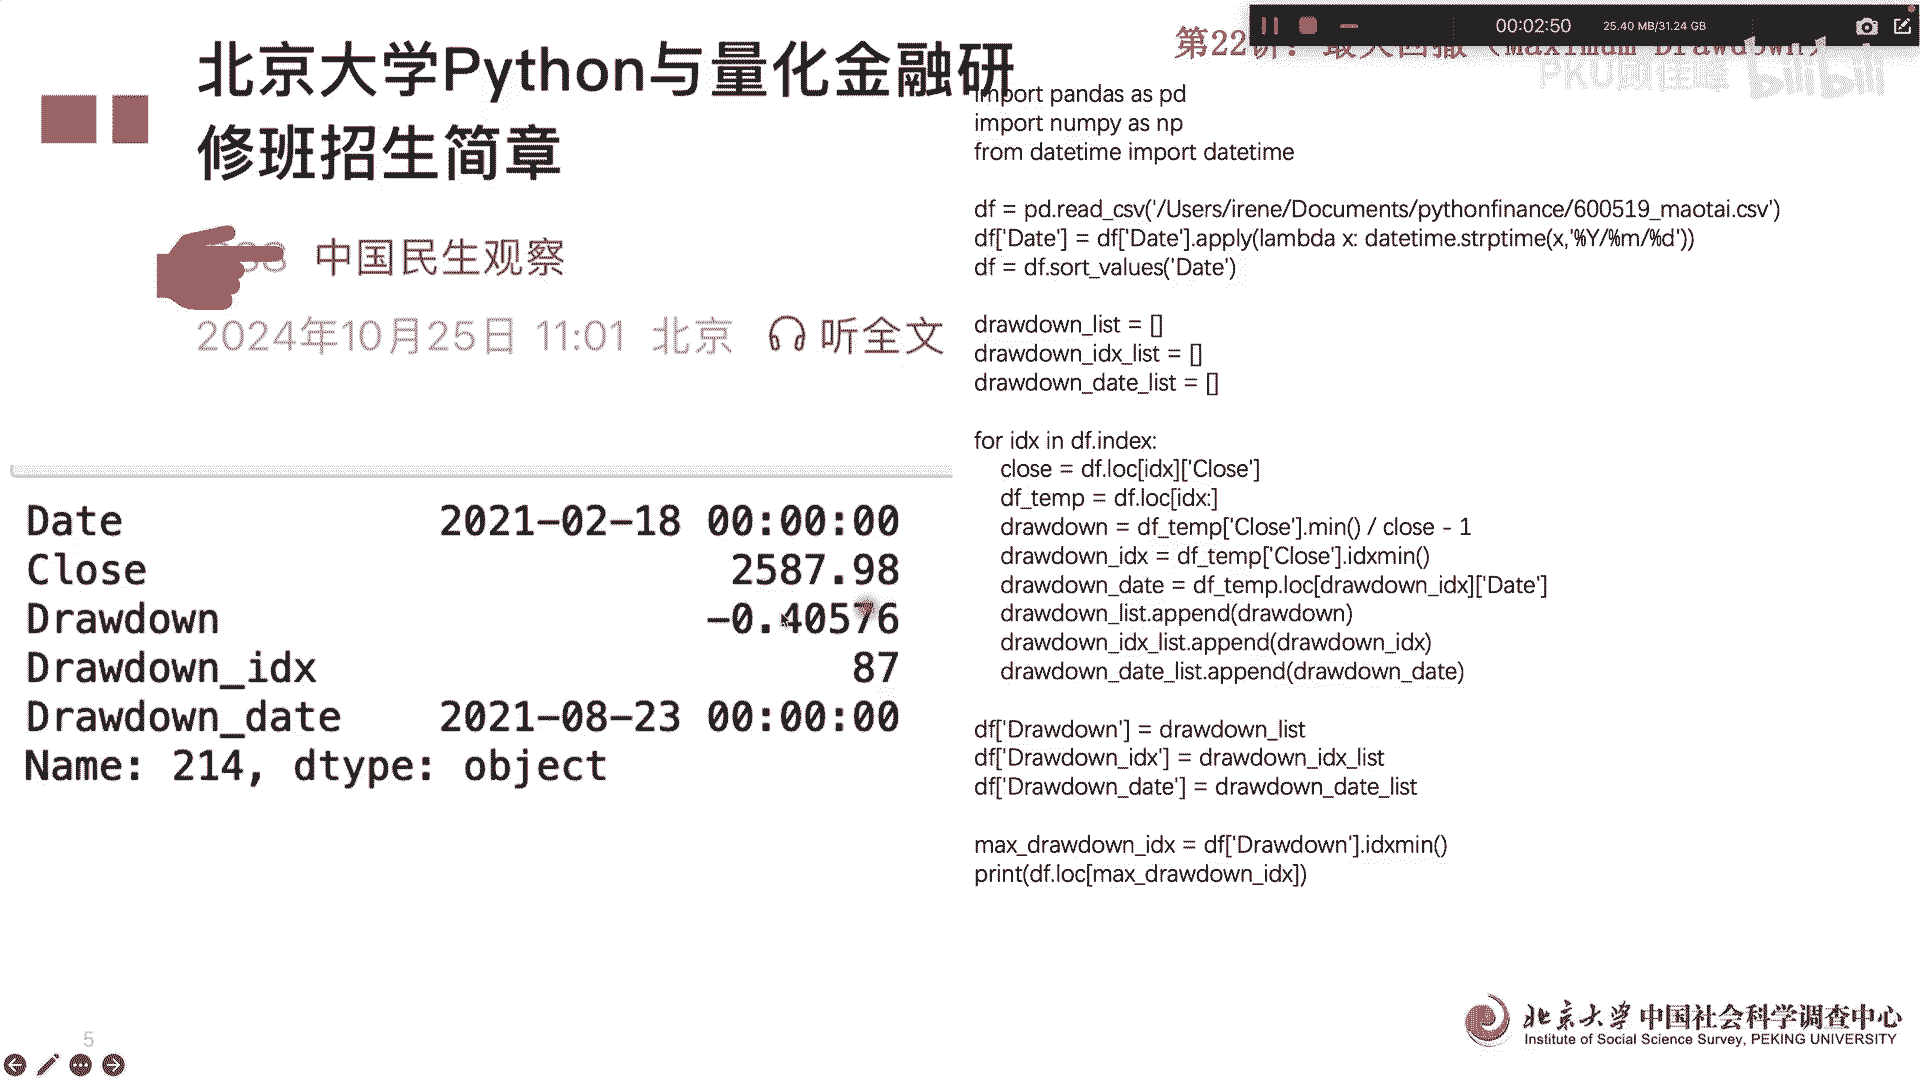 00:02:50
25.40 MB/31.24 GB
第22讲：最大回撤（Maximum Drawdown）
PKU顾佳峰 bilibili
北京大学Python与量化金融研
修班招生简章
中国民生观察
2024年10月25日 11:01 北京 听全文
Date 2021-02-18 00:00:00
Close 2587.98
Drawdown -0.40576
Drawdown_idx 87
Drawdown_date 2021-08-23 00:00:00
Name: 214, dtype: object
import pandas as pd
import numpy as np
from datetime import datetime
df = pd.read_csv('/Users/irene/Documents/pythonfinance/600519_maotai.csv')
df['Date'] = df['Date'].apply(lambda x: datetime.strptime(x,'%Y/%m/%d'))
df = df.sort_values('Date')
drawdown_list = []
drawdown_idx_list = []
drawdown_date_list = []
for idx in df.index:
close = df.loc[idx]['Close']
df_temp = df.loc[idx:]
drawdown = df_temp['Close'].min() / close - 1
drawdown_idx = df_temp['Close'].idxmin()
drawdown_date = df_temp.loc[drawdown_idx]['Date']
drawdown_list.append(drawdown)
drawdown_idx_list.append(drawdown_idx)
drawdown_date_list.append(drawdown_date)
df['Drawdown'] = drawdown_list
df['Drawdown_idx'] = drawdown_idx_list
df['Drawdown_date'] = drawdown_date_list
max_drawdown_idx = df['Drawdown'].idxmin()
print(df.loc[max_drawdown_idx])
5
北京大学 中国社会科学调查中心
Institute of Social Science Survey, PEKING UNIVERSITY